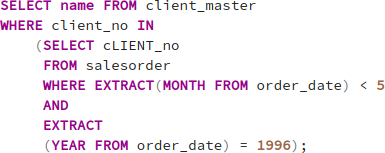 SELECT name FROM client_master
WHERE client_no IN
(SELECT cLIENT_no
FROM salesorder
WHERE EXTRACT(MONTH FROM order_date) < 5
AND
EXTRACT
(YEAR FROM order_date) = 1996);